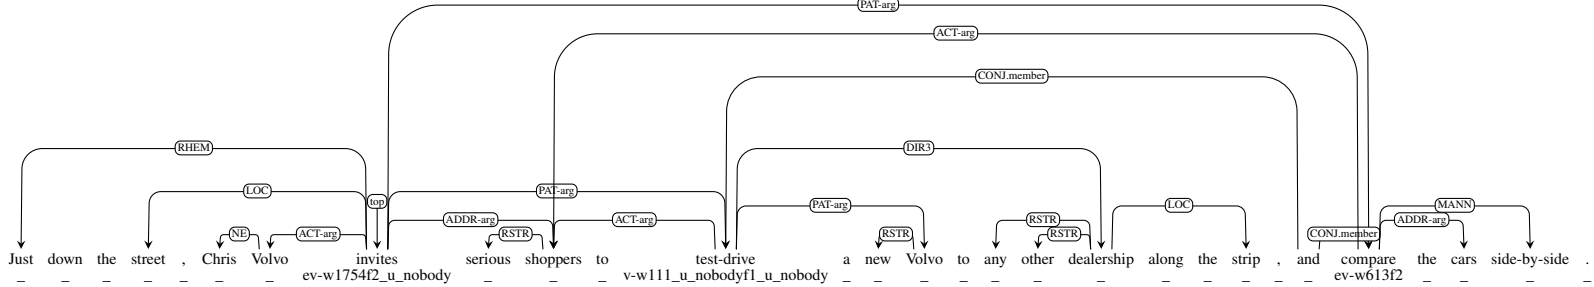 PAT-arg
ACT-arg
CONJ.member
RHEM DIR3
LOC PAT-arg top PAT-arg LOC MANN
ADDR-arg ACT-arg RSTR ADDR-arg
NE ACT-arg RSTR RSTR RSTR CONJ.member
Just down the street , Chris Volvo invites serious shoppers to test-drive a new Volvo to any other dealership along the strip , and compare the cars side-by-side .
_ _ _ _ _ _ _ ev-w1754f2_u_nobody _ _ _ v-w111_u_nobodyf1_u_nobody _ _ _ _ _ _ _ _ _ _ _ _ ev-w613f2 _ _ _ _